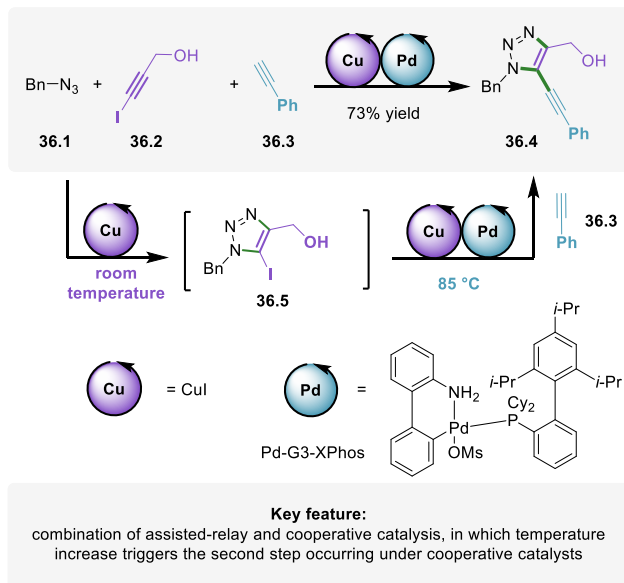 Bn–N3 + OH I + Ph Cu Pd 73% yield N N N Bn OH Ph
36.1 36.2 36.3 36.4
Cu
room
temperature
N N N Bn OH I
36.5
Cu Pd
85 °C
Ph 36.3
Cu = CuI
Pd =
Pd-G3-XPhos
NH2 Pd OMs P Cy2 i-Pr i-Pr i-Pr
Key feature:
combination of assisted-relay and cooperative catalysis, in which temperature
increase triggers the second step occurring under cooperative catalysts